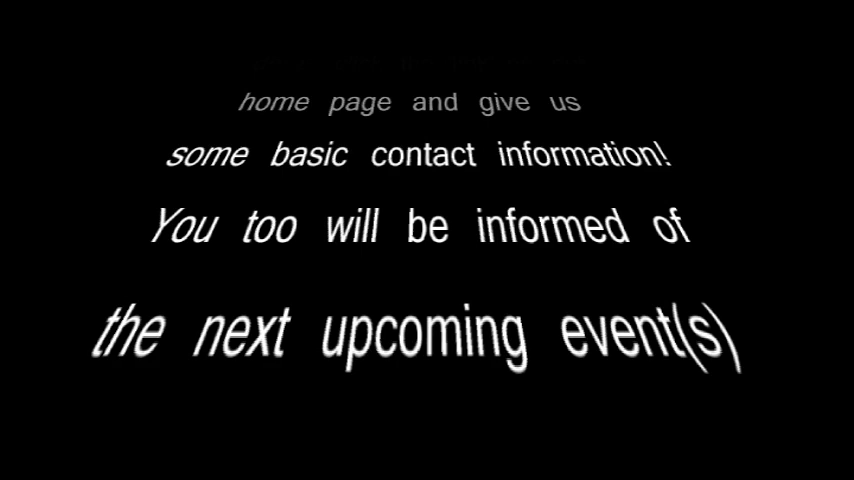 home page and give us
some basic contact information!
You too will be informed of
the next upcoming event(s)